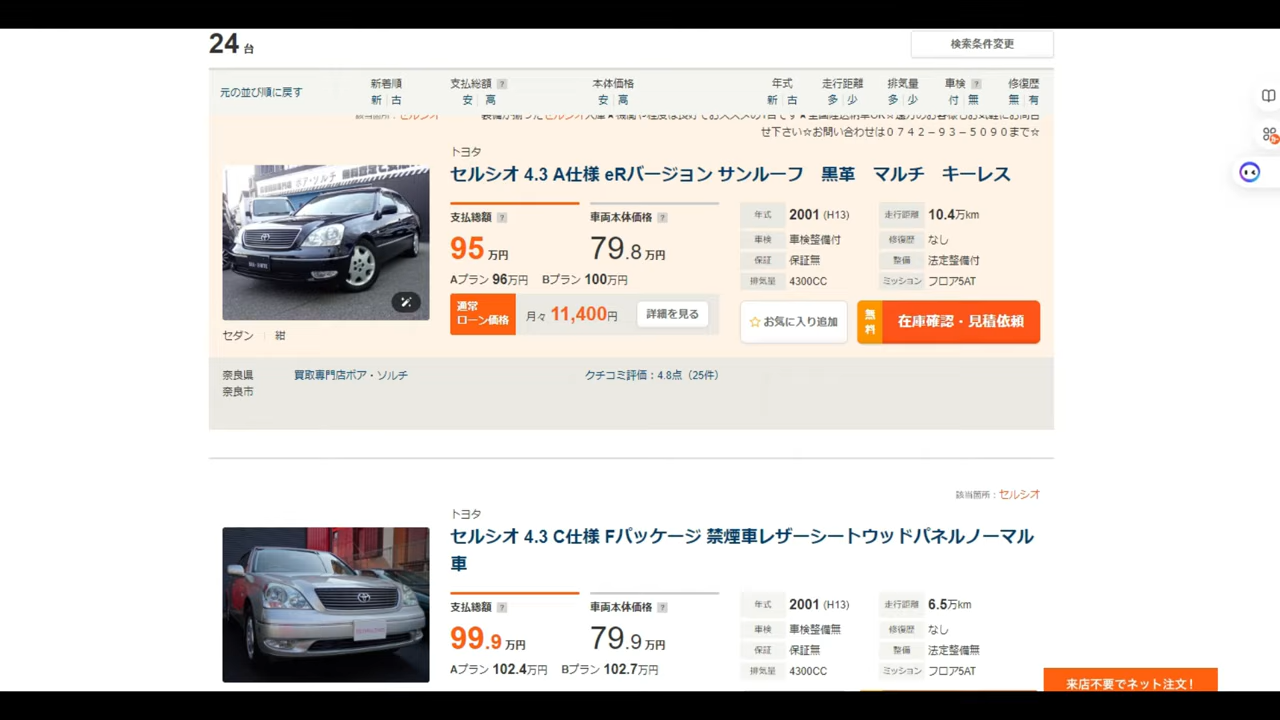 24 台
検索条件変更
元の並び順に戻す
新着順
新 古
支払総額 ?
安 高
本体価格
安 高
年式
新 古
走行距離
多 少
排気量
多 少
車検 ?
付 無
修復歴
無 有
せ下さい☆お問い合わせは０７４２－９３－５０９０まで☆
トヨタ
セルシオ 4.3 A仕様 eRバージョン サンルーフ　黒革　マルチ　キーレス
支払総額 ?
95 万円
車両本体価格 ?
79.8 万円
Aプラン 96万円 Bプラン 100万円
通常
ローン価格
月々 11,400円
詳細を見る
年式 2001 (H13)
走行距離 10.4万km
車検 車検整備付
修復歴 なし
保証 保証無
整備 法定整備付
排気量 4300CC
ミッション フロア5AT
☆お気に入り追加
無料
在庫確認・見積依頼
セダン 紺
奈良県
奈良市
買取専門店ボア・ソルチ
クチコミ評価：4.8点（25件）
該当箇所：セルシオ
トヨタ
セルシオ 4.3 C仕様 Fパッケージ 禁煙車レザーシートウッドパネルノーマル
車
支払総額 ?
99.9 万円
車両本体価格 ?
79.9 万円
Aプラン 102.4万円 Bプラン 102.7万円
年式 2001 (H13)
走行距離 6.5万km
車検 車検整備無
修復歴 なし
保証 保証無
整備 法定整備無
排気量 4300CC
ミッション フロア5AT
来店不要でネット注文！